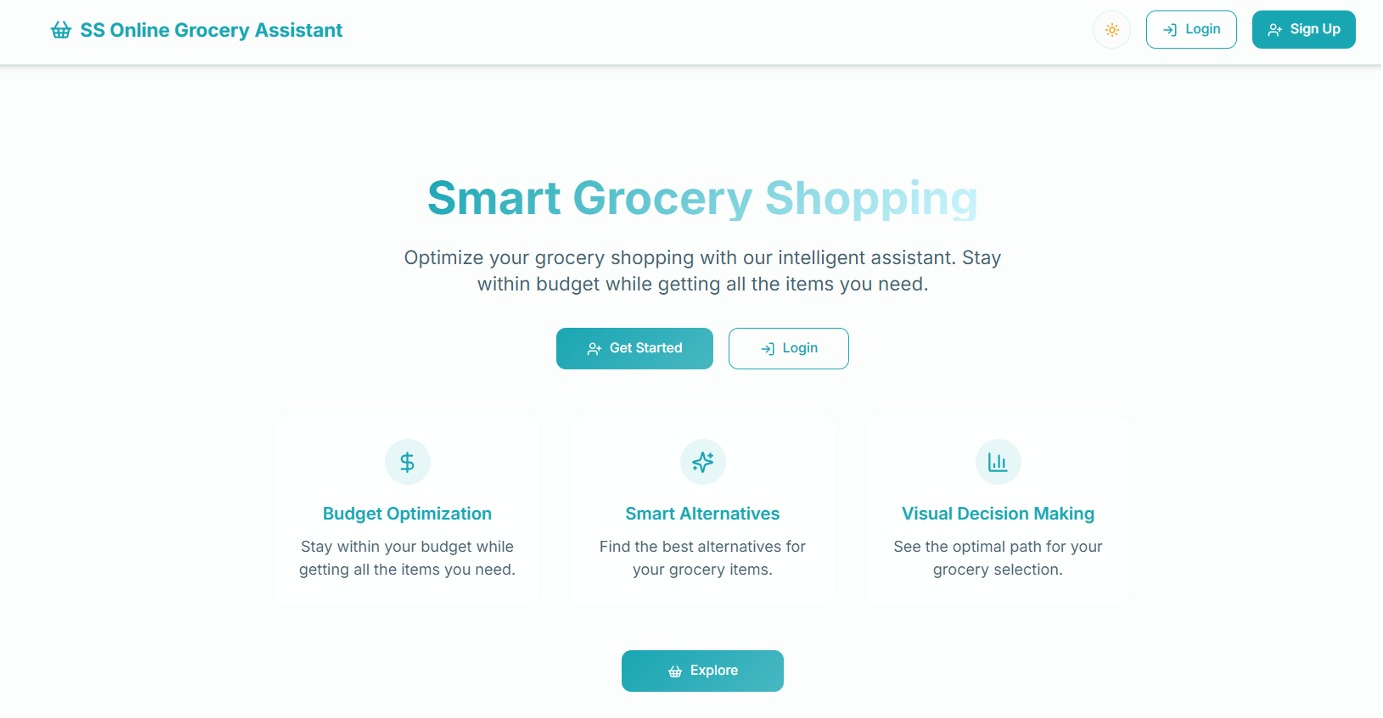 SS Online Grocery Assistant
Login
Sign Up
Smart Grocery Shopping
Optimize your grocery shopping with our intelligent assistant. Stay
within budget while getting all the items you need.
Get Started
Login
Budget Optimization
Stay within your budget while
getting all the items you need.
Smart Alternatives
Find the best alternatives for
your grocery items.
Visual Decision Making
See the optimal path for your
grocery selection.
Explore